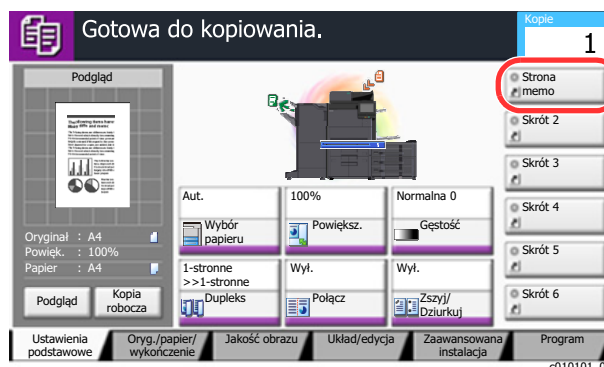 Gotowa do kopiowania.
Kopie
1
Podgląd
Oryginał : A4
Powięk. : 100%
Papier : A4
Podgląd
Kopia
robocza
Aut.
Wybór
papieru
100%
Powiększ.
Normalna 0
Gęstość
1-stronne
>>1-stronne
Dupleks
Wył.
Połącz
Wył.
Zszyj/
Dziurkuj
Strona
memo
Skrót 2
Skrót 3
Skrót 4
Skrót 5
Skrót 6
Ustawienia
podstawowe
Oryg./papier/
wykończenie
Jakość obrazu
Układ/edycja
Zaawansowana
instalacja
Program